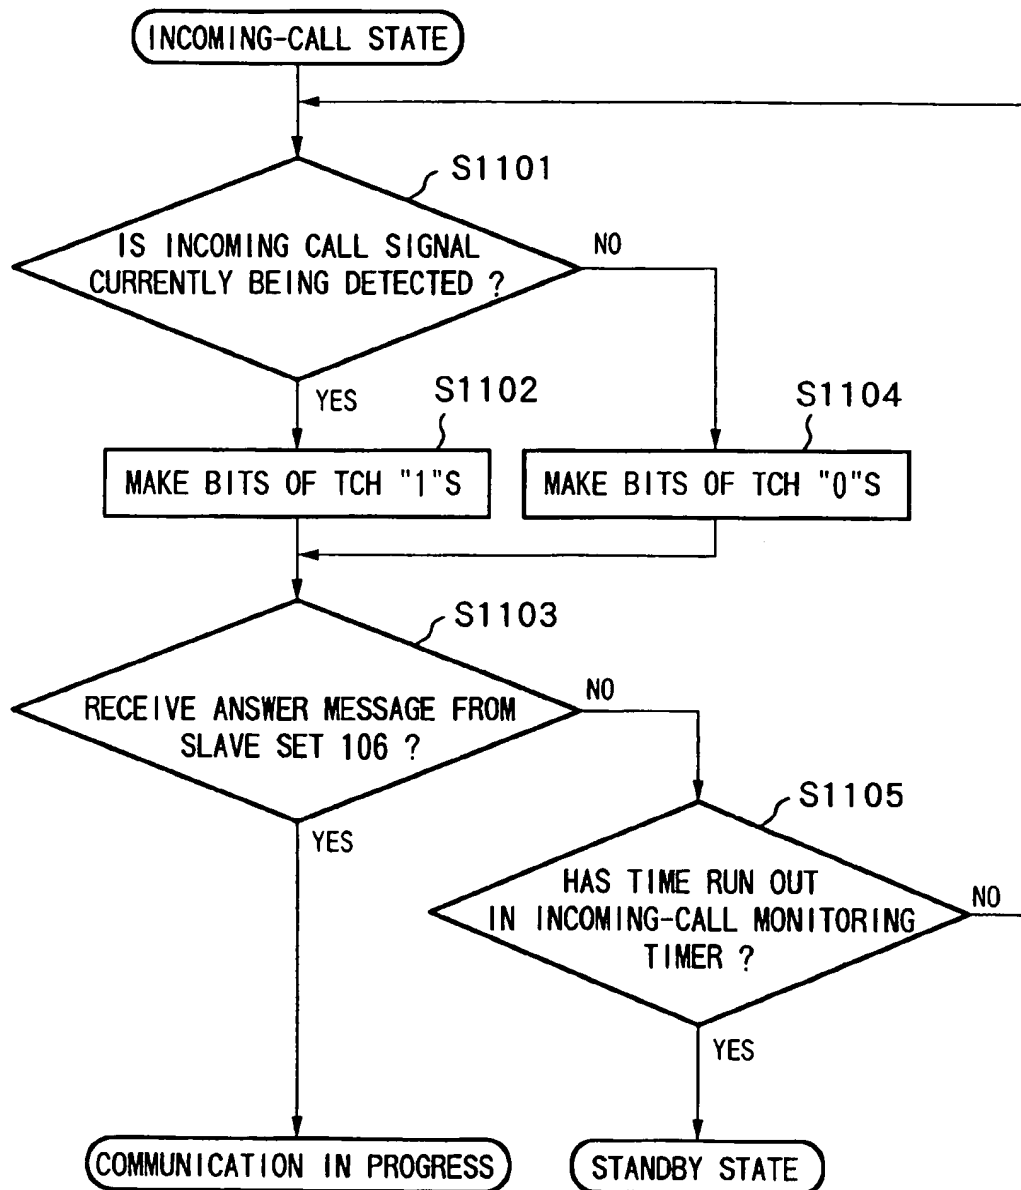 INCOMING-CALL STATE
S1101
IS INCOMING CALL SIGNAL
CURRENTLY BEING DETECTED ?
NO
YES
S1102
S1104
MAKE BITS OF TCH "1"S
MAKE BITS OF TCH "0"S
S1103
RECEIVE ANSWER MESSAGE FROM
SLAVE SET 106 ?
NO
YES
S1105
HAS TIME RUN OUT
IN INCOMING-CALL MONITORING
TIMER ?
NO
YES
COMMUNICATION IN PROGRESS
STANDBY STATE